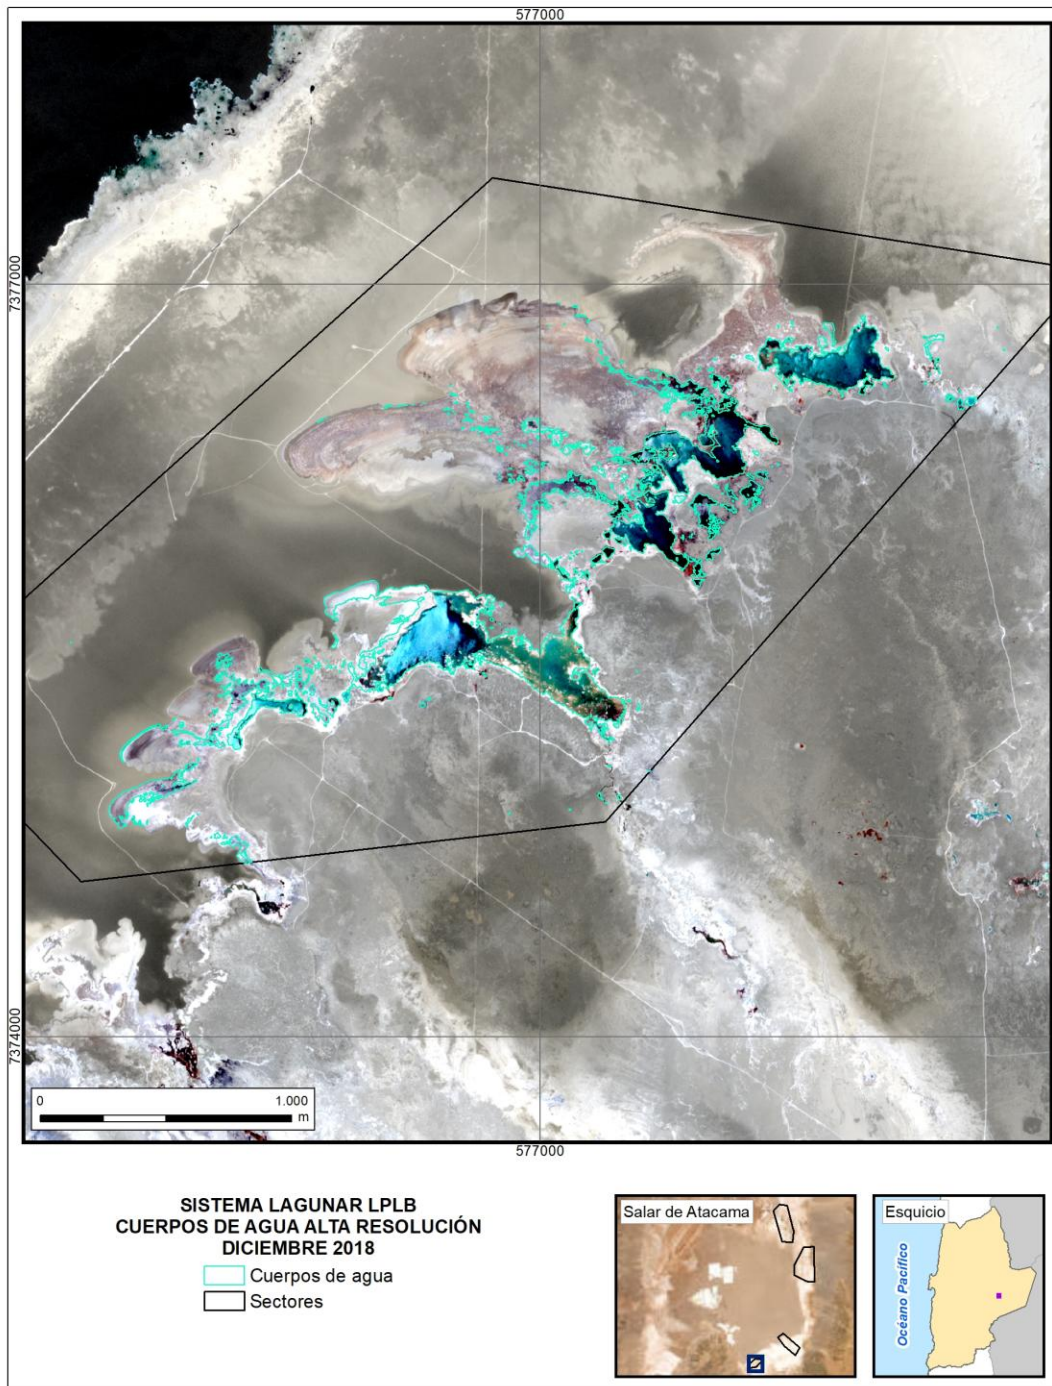 577000
7377000
7374000
0 1.000
m
577000
SISTEMA LAGUNAR LPLB
CUERPOS DE AGUA ALTA RESOLUCIÓN
DICIEMBRE 2018
Cuerpos de agua
Sectores
Salar de Atacama
Esquicio
Océano Pacífico